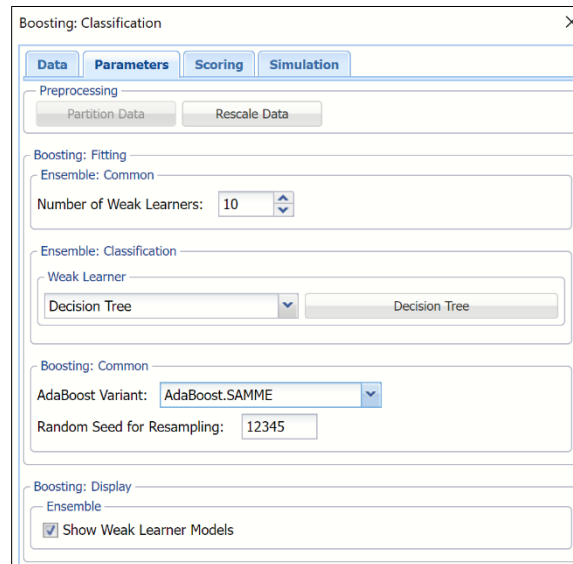 Boosting: Classification
Data Parameters Scoring Simulation
Preprocessing
Partition Data Rescale Data
Boosting: Fitting
Ensemble: Common
Number of Weak Learners: 10
Ensemble: Classification
Weak Learner
Decision Tree Decision Tree
Boosting: Common
AdaBoost Variant: AdaBoost.SAMME
Random Seed for Resampling: 12345
Boosting: Display
Ensemble
Show Weak Learner Models